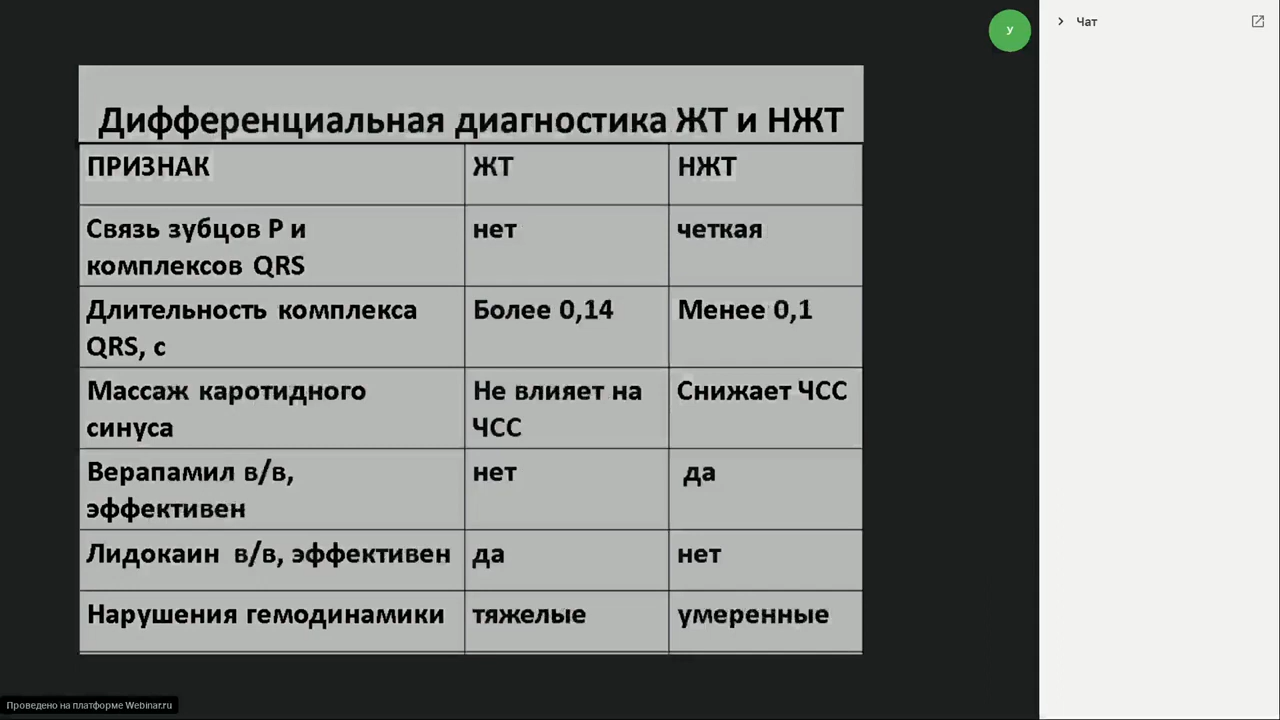 У
Чат
Дифференциальная диагностика ЖТ и НЖТ
ПРИЗНАК
ЖТ
НЖТ
Связь зубцов Р и
комплексов QRS
нет
четкая
Длительность комплекса
QRS, с
Более 0,14
Менее 0,1
Массаж каротидного
синуса
Не влияет на
ЧСС
Снижает ЧСС
Верапамил в/в,
эффективен
нет
да
Лидокаин в/в, эффективен
да
нет
Нарушения гемодинамики
тяжелые
умеренные
Проведено на платформе Webinar.ru